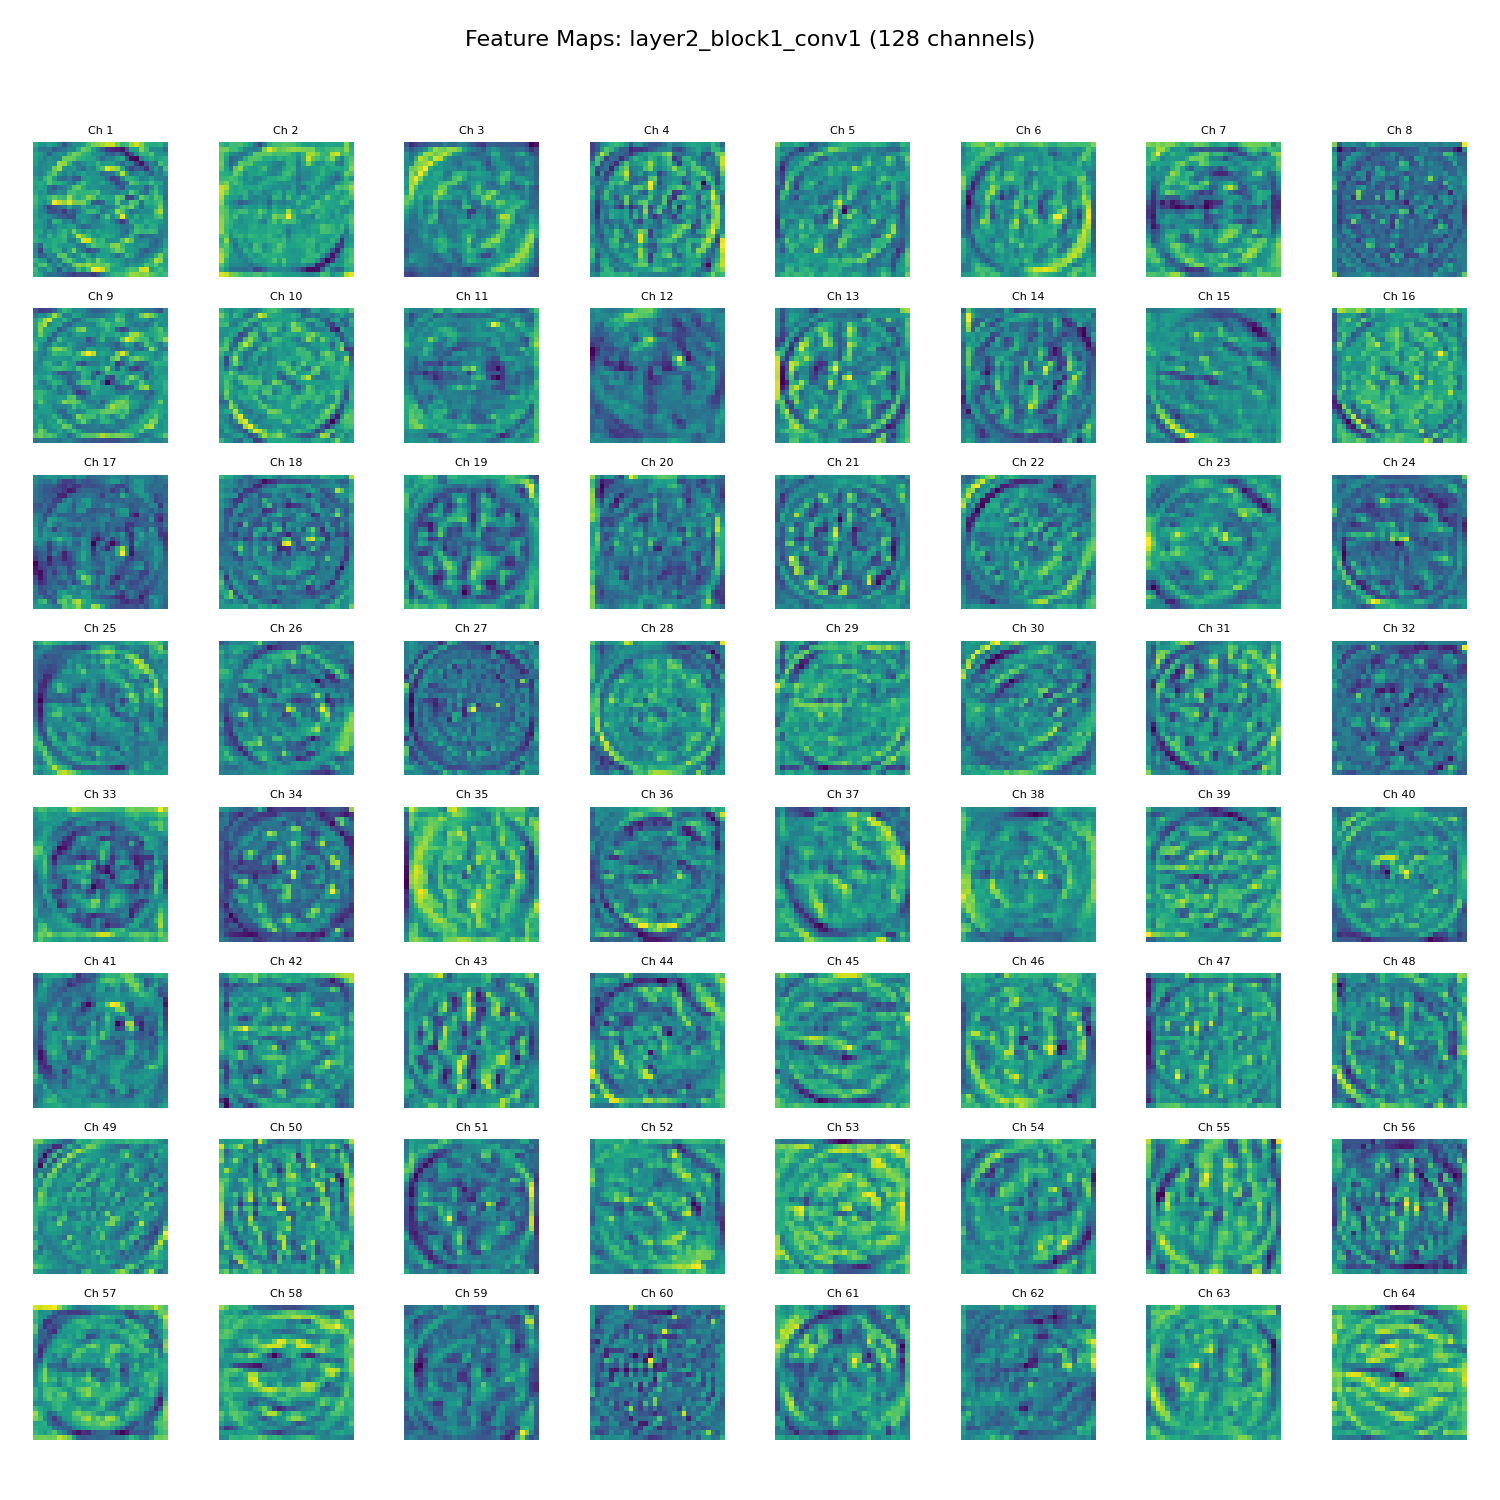 Feature Maps: layer2_block1_conv1 (128 channels)
Ch 1 Ch 2 Ch 3 Ch 4 Ch 5 Ch 6 Ch 7 Ch 8
Ch 9 Ch 10 Ch 11 Ch 12 Ch 13 Ch 14 Ch 15 Ch 16
Ch 17 Ch 18 Ch 19 Ch 20 Ch 21 Ch 22 Ch 23 Ch 24
Ch 25 Ch 26 Ch 27 Ch 28 Ch 29 Ch 30 Ch 31 Ch 32
Ch 33 Ch 34 Ch 35 Ch 36 Ch 37 Ch 38 Ch 39 Ch 40
Ch 41 Ch 42 Ch 43 Ch 44 Ch 45 Ch 46 Ch 47 Ch 48
Ch 49 Ch 50 Ch 51 Ch 52 Ch 53 Ch 54 Ch 55 Ch 56
Ch 57 Ch 58 Ch 59 Ch 60 Ch 61 Ch 62 Ch 63 Ch 64